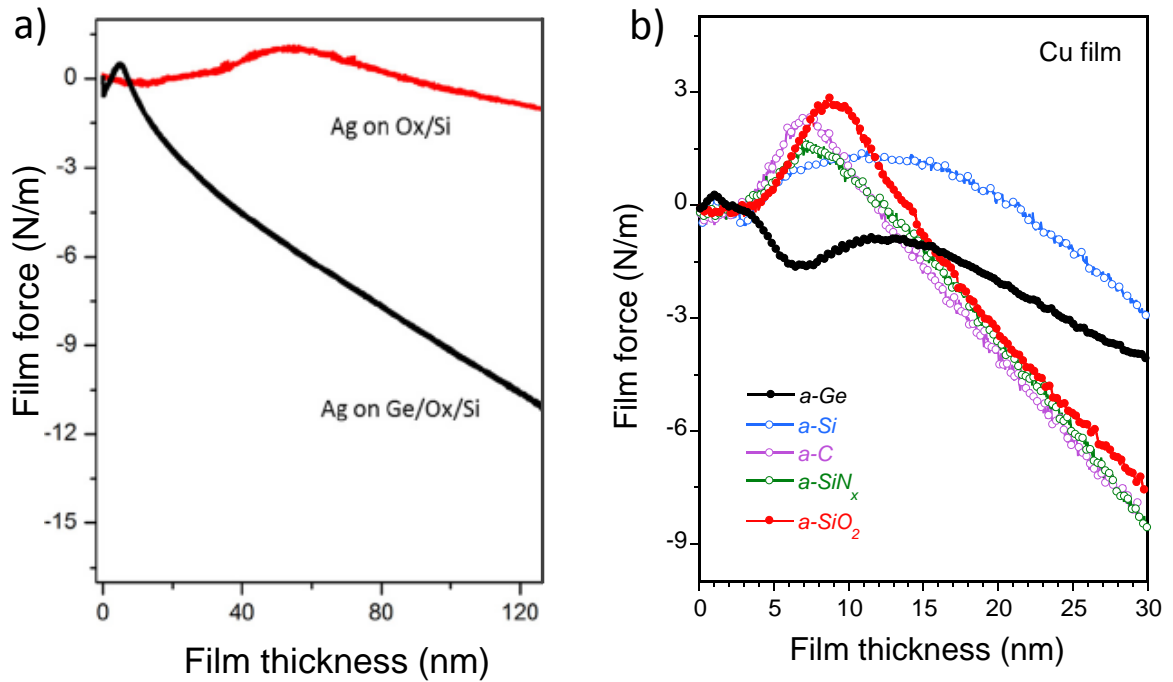 a)
Film force (N/m)
0
-3
-6
-9
-12
-15
Ag on Ox/Si
Ag on Ge/Ox/Si
0
40
80
120
Film thickness (nm)
b)
Cu film
Film force (N/m)
3
0
-3
-6
-9
a-Ge
a-Si
a-C
a-SiNx
a-SiO2
0
5
10
15
20
25
30
Film thickness (nm)